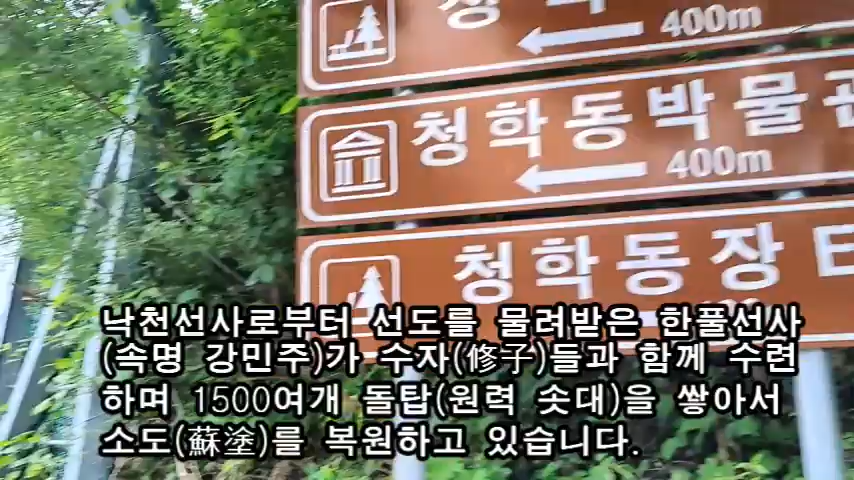 400m
청학동박물관
400m
청학동장터
낙천선사로부터 선도를 물려받은 한풀선사
(속명 강민주)가 수자(修子)들과 함께 수련
하며 1500여개 돌탑(원력 솟대)을 쌓아서
소도(蘇塗)를 복원하고 있습니다.